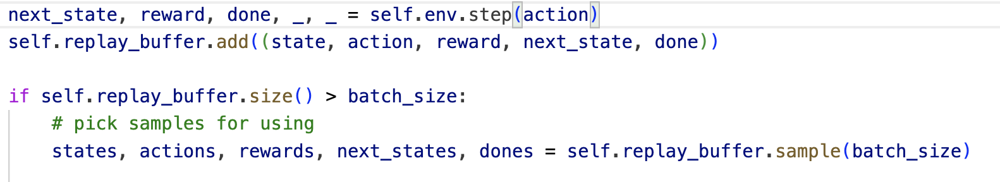 next_state, reward, done, _, _ = self.env.step(action)
self.replay_buffer.add((state, action, reward, next_state, done))
if self.replay_buffer.size() > batch_size:
# pick samples for using
states, actions, rewards, next_states, dones = self.replay_buffer.sample(batch_size)